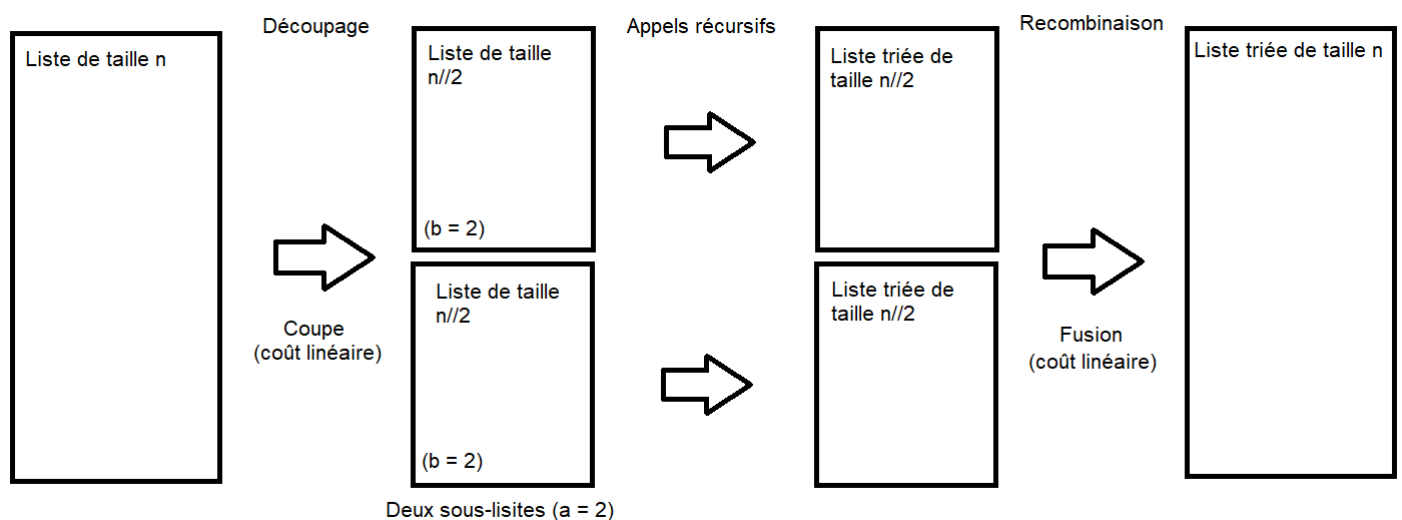 Découpage
Appels récursifs
Recombinaison
Liste de taille n
Liste de taille
n//2
(b = 2)
Liste triée de
taille n//2
Liste triée de taille n
Coupe
(coût linéaire)
Liste de taille
n//2
(b = 2)
Liste triée de
taille n//2
Fusion
(coût linéaire)
Deux sous-lisites (a = 2)